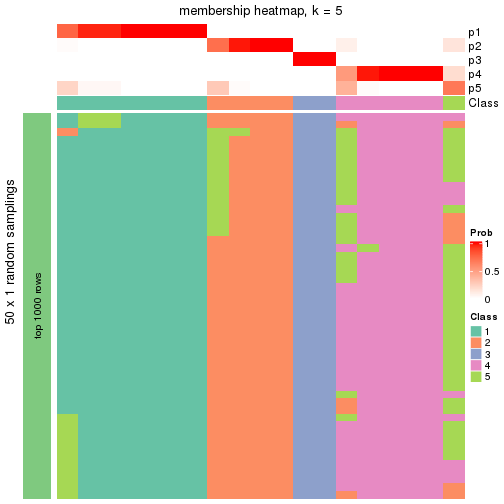 membership heatmap, k = 5
p1
p2
p3
p4
p5
Class
50 x 1 random samplings
top 1000 rows
Prob
1
0.5
0
Class
1
2
3
4
5